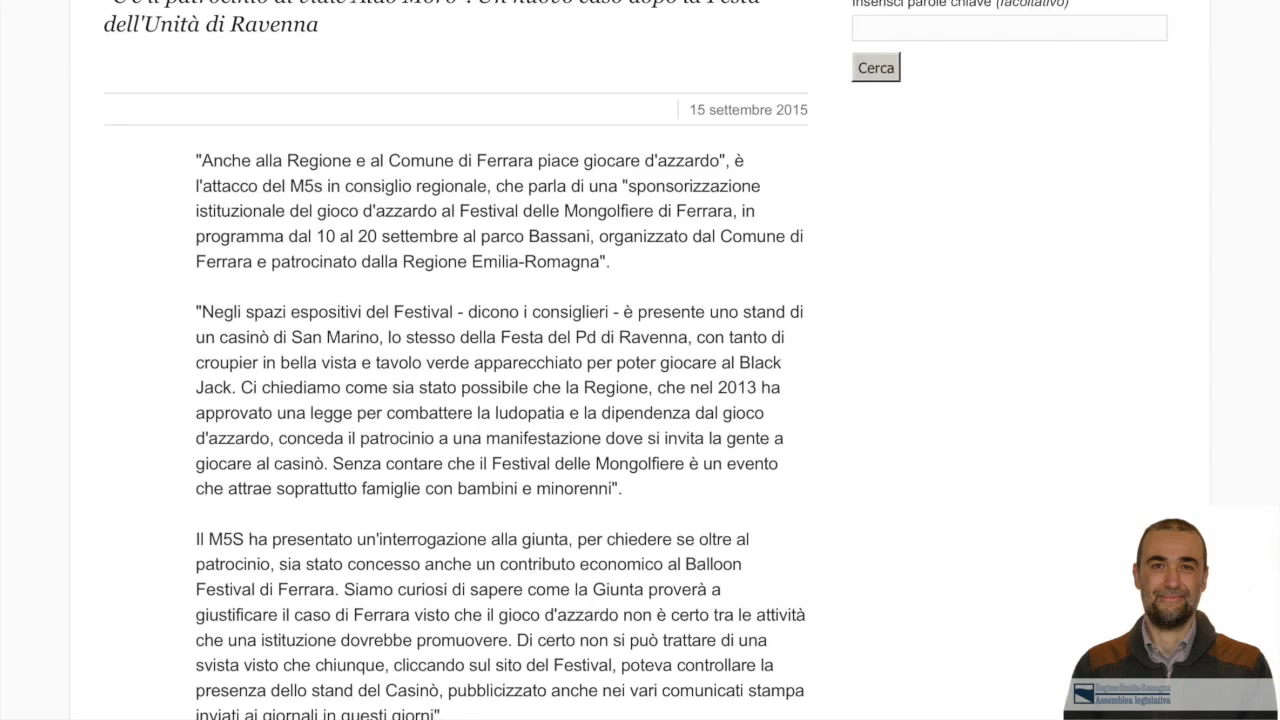 dell'Unità di Ravenna
Inserisci parole chiave (facoltativo)
Cerca
15 settembre 2015
"Anche alla Regione e al Comune di Ferrara piace giocare d'azzardo", è
l'attacco del M5s in consiglio regionale, che parla di una "sponsorizzazione
istituzionale del gioco d'azzardo al Festival delle Mongolfiere di Ferrara, in
programma dal 10 al 20 settembre al parco Bassani, organizzato dal Comune di
Ferrara e patrocinato dalla Regione Emilia-Romagna".
"Negli spazi espositivi del Festival - dicono i consiglieri - è presente uno stand di
un casinò di San Marino, lo stesso della Festa del Pd di Ravenna, con tanto di
croupier in bella vista e tavolo verde apparecchiato per poter giocare al Black
Jack. Ci chiediamo come sia stato possibile che la Regione, che nel 2013 ha
approvato una legge per combattere la ludopatia e la dipendenza dal gioco
d'azzardo, conceda il patrocinio a una manifestazione dove si invita la gente a
giocare al casinò. Senza contare che il Festival delle Mongolfiere è un evento
che attrae soprattutto famiglie con bambini e minorenni".
Il M5S ha presentato un'interrogazione alla giunta, per chiedere se oltre al
patrocinio, sia stato concesso anche un contributo economico al Balloon
Festival di Ferrara. Siamo curiosi di sapere come la Giunta proverà a
giustificare il caso di Ferrara visto che il gioco d'azzardo non è certo tra le attività
che una istituzione dovrebbe promuovere. Di certo non si può trattare di una
svista visto che chiunque, cliccando sul sito del Festival, poteva controllare la
presenza dello stand del Casinò, pubblicizzato anche nei vari comunicati stampa
inviati ai giornali in questi giorni"
Regione Emilia-Romagna
Assemblea legislativa